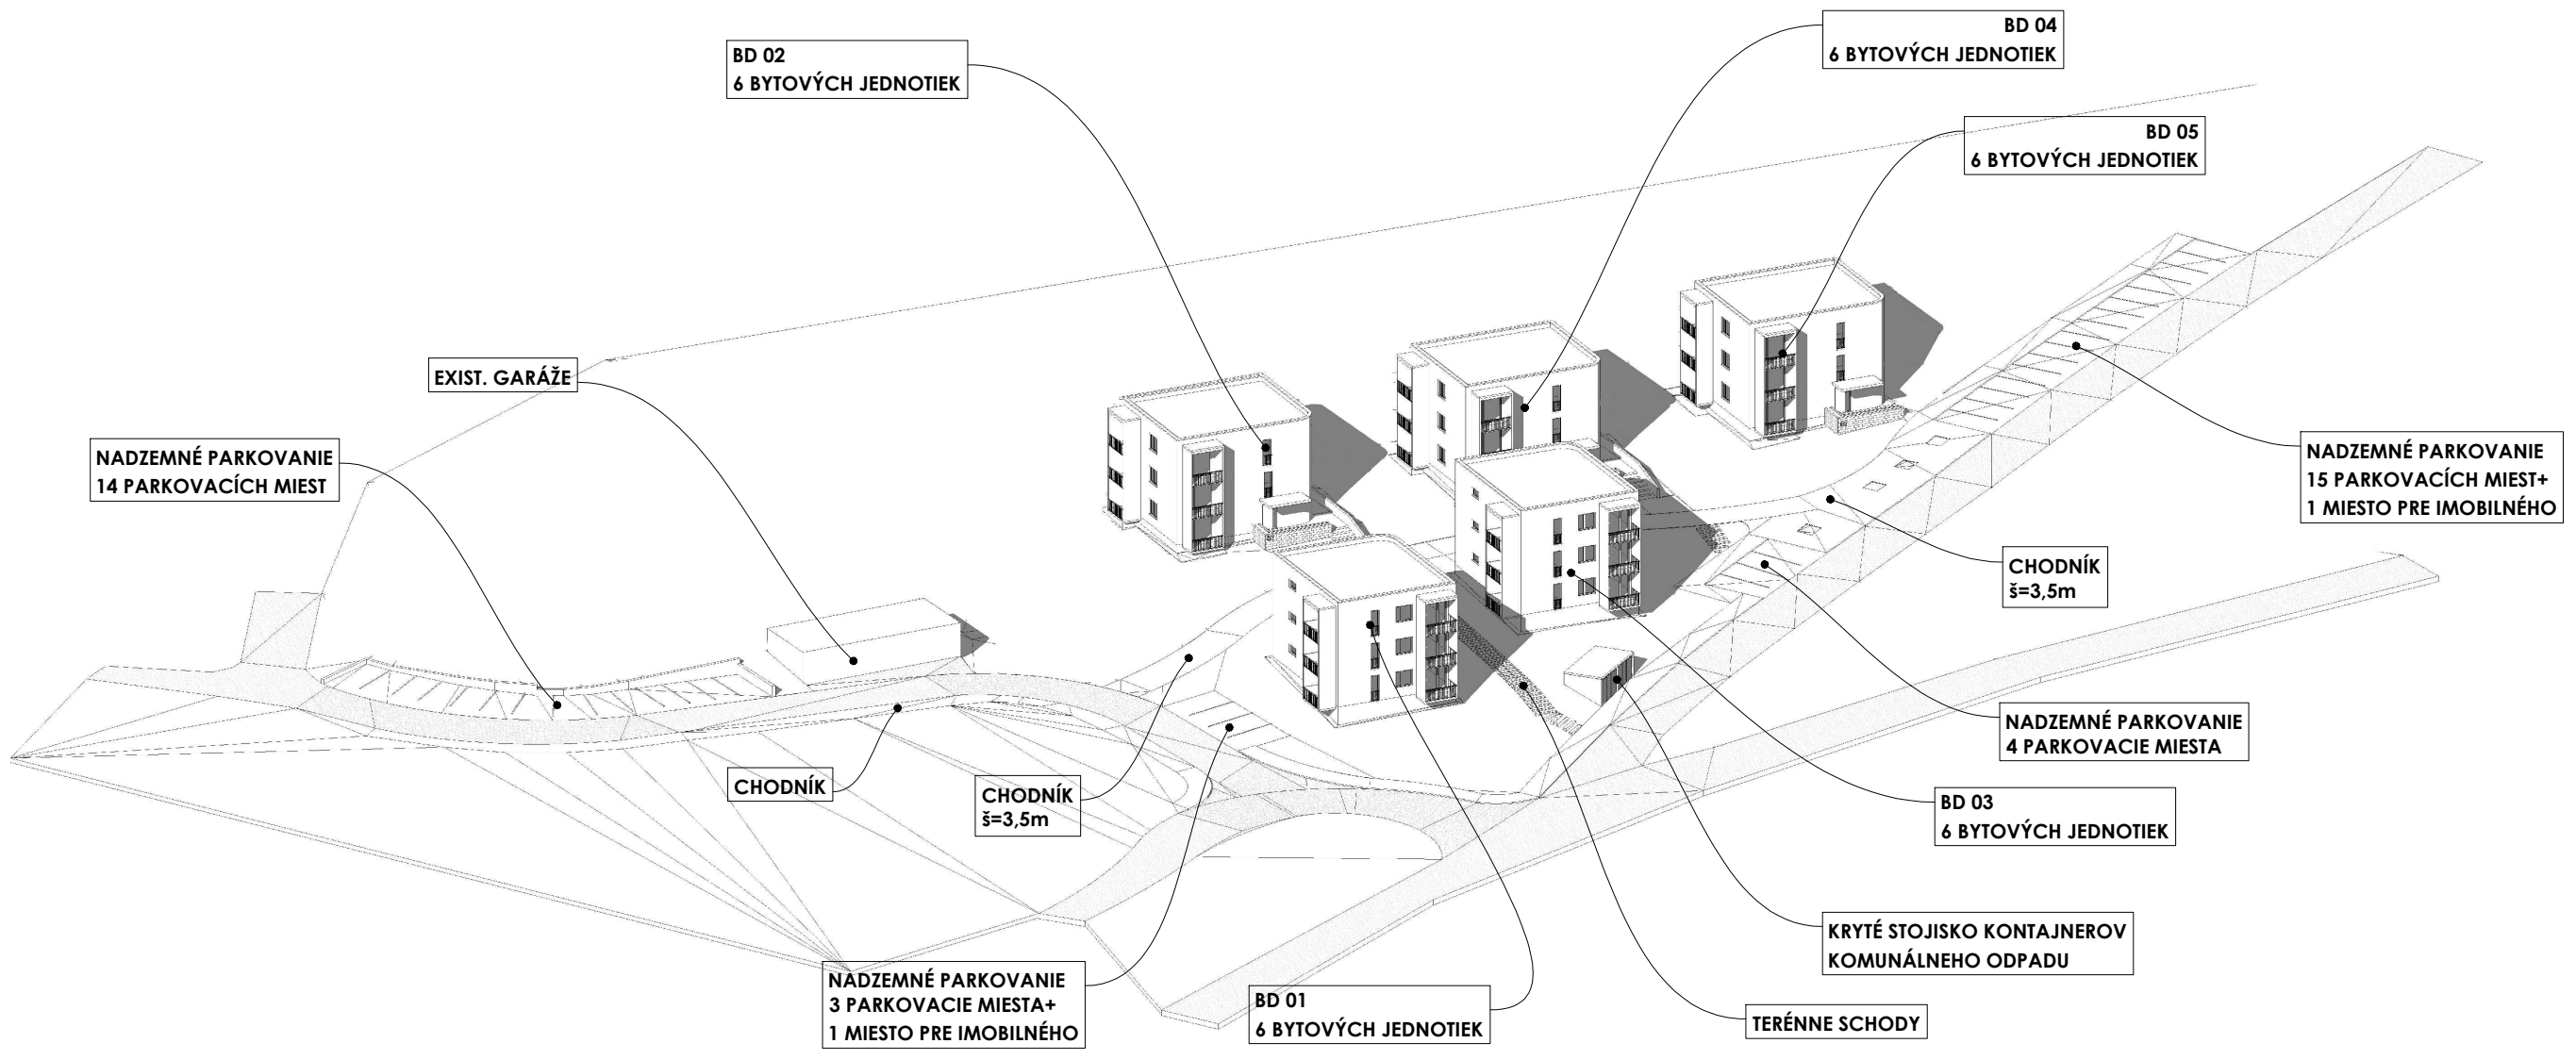 BD 04
6 BYTOVÝCH JEDNOTIEK
BD 02
6 BYTOVÝCH JEDNOTIEK
BD 05
6 BYTOVÝCH JEDNOTIEK
EXIST. GARÁŽE
NADZEMNÉ PARKOVANIE
14 PARKOVACÍCH MIEST
NADZEMNÉ PARKOVANIE
15 PARKOVACÍCH MIEST+
1 MIESTO PRE IMOBILNÉHO
CHODNÍK
š=3,5m
NADZEMNÉ PARKOVANIE
4 PARKOVACIE MIESTA
CHODNÍK
CHODNÍK
š=3,5m
BD 03
6 BYTOVÝCH JEDNOTIEK
KRYTÉ STOJISKO KONTAJNEROV
KOMUNÁLNEHO ODPADU
NADZEMNÉ PARKOVANIE
3 PARKOVACIE MIESTA+
1 MIESTO PRE IMOBILNÉHO
BD 01
6 BYTOVÝCH JEDNOTIEK
TERÉNNE SCHODY